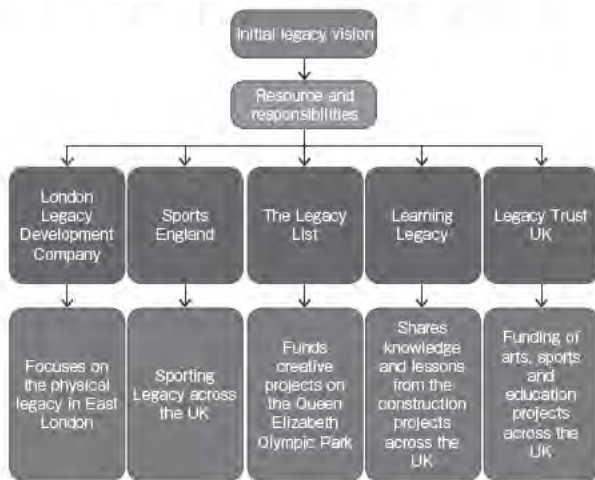 Initial legacy vision
Resource and
responsibilities
London
Legacy
Development
Company
Sports
England
The Legacy
List
Learning
Legacy
Legacy Trust
UK
Focuses on
the physical
legacy in East
London
Sporting
Legacy across
the UK
Funds
creative
projects on
the Queen
Elizabeth
Olympic Park
Shares
knowledge
and lessons
from the
construction
projects
across the
UK
Funding of
arts, sports
and
education
projects
across the
UK